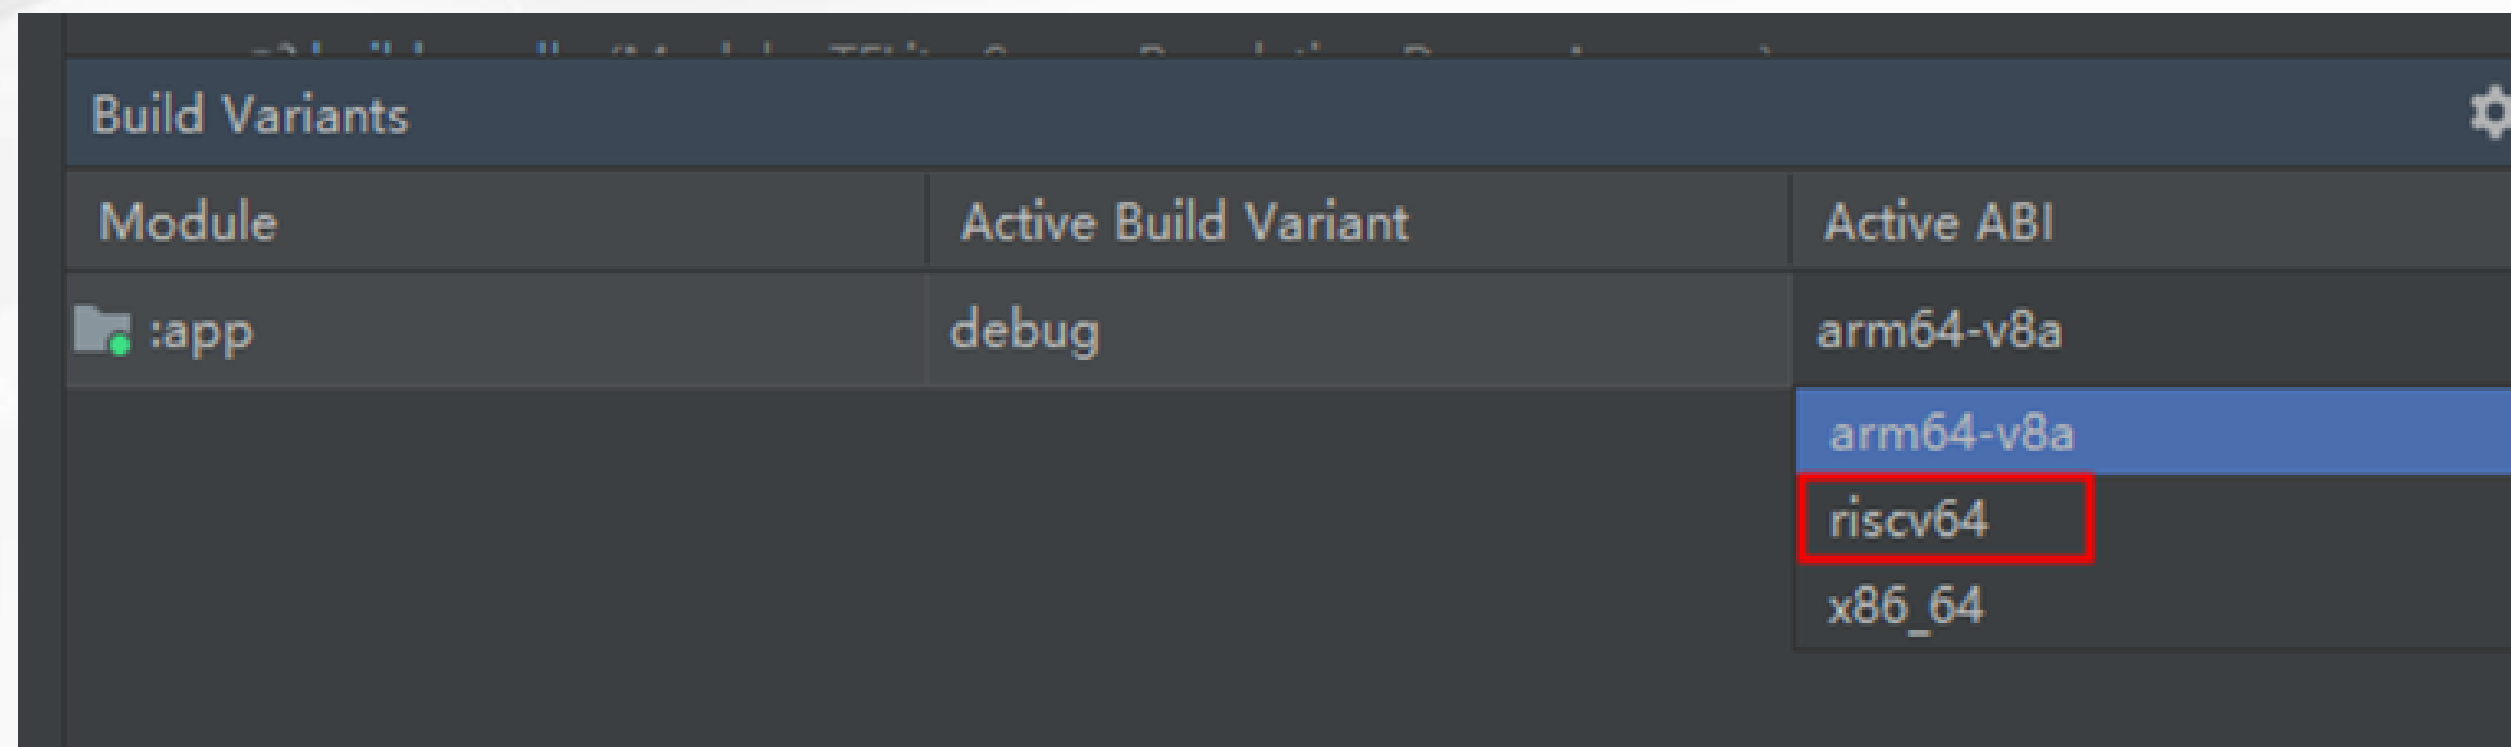 Build Variants
Module Active Build Variant Active ABI
:app debug arm64-v8a
arm64-v8a
riscv64
x86_64